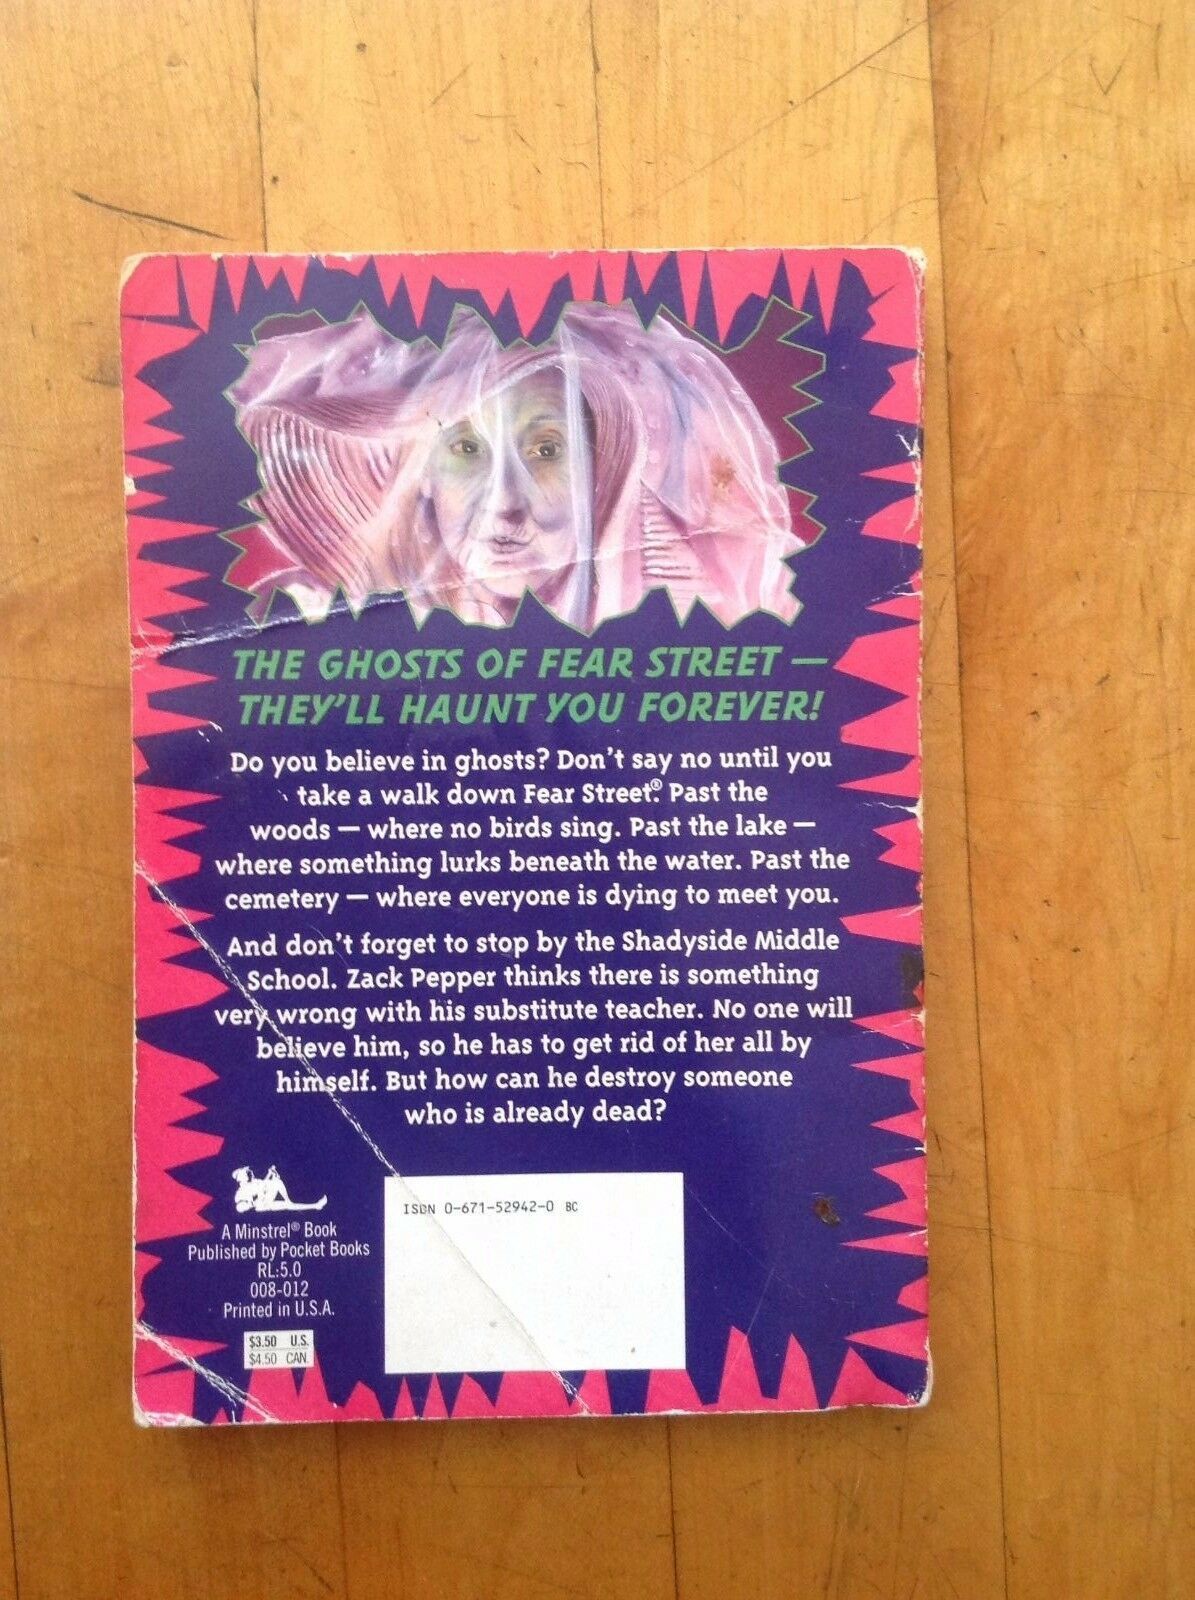 THE GHOSTS OF FEAR STREET —
THEY'LL HAUNT YOU FOREVER!
Do you believe in ghosts? Don't say no until you
take a walk down Fear Street®. Past the
woods — where no birds sing. Past the lake —
where something lurks beneath the water. Past the
cemetery — where everyone is dying to meet you.
And don't forget to stop by the Shadyside Middle
School. Zack Pepper thinks there is something
very wrong with his substitute teacher. No one will
believe him, so he has to get rid of her all by
himself. But how can he destroy someone
who is already dead?
A Minstrel® Book
Published by Pocket Books
RL:5.0
008-012
Printed in U.S.A.
$3.50 U.S.
$4.50 CAN.
ISBN 0-671-52942-0 BC